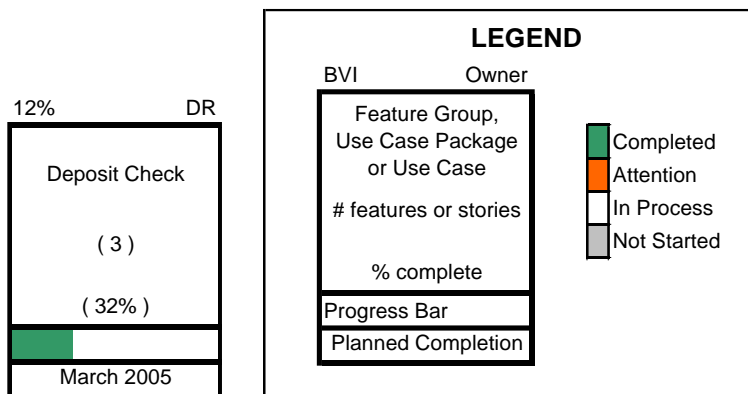 12% DR
Deposit Check
( 3 )
( 32% )
March 2005
LEGEND
BVI Owner
Feature Group,
Use Case Package
or Use Case
# features or stories
% complete
Progress Bar
Planned Completion
Completed
Attention
In Process
Not Started